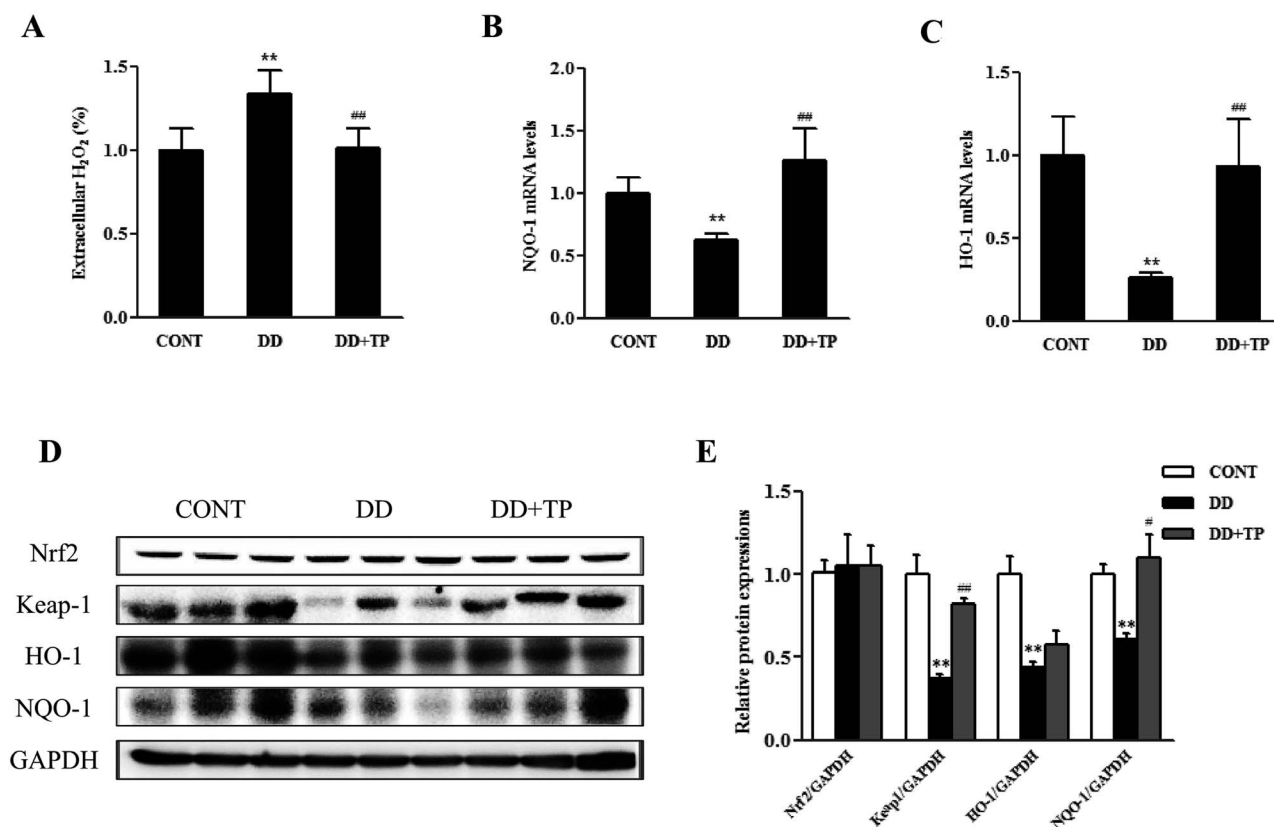 A
Extracellular H₂O₂ (%)
1.5
1.0
0.5
0.0
**
##
CONT DD DD+TP
B
NQO-1 mRNA levels
2.0
1.5
1.0
0.5
0.0
**
##
CONT DD DD+TP
C
HO-1 mRNA levels
1.5
1.0
0.5
0.0
**
##
CONT DD DD+TP
D
CONT DD DD+TP
Nrf2
Keap-1
HO-1
NQO-1
GAPDH
E
CONT
DD
DD+TP
Relative protein expressions
1.5
1.0
0.5
0.0
**
##
**
**
#
Nrf2/GAPDH
Keap1/GAPDH
HO-1/GAPDH
NQO-1/GAPDH